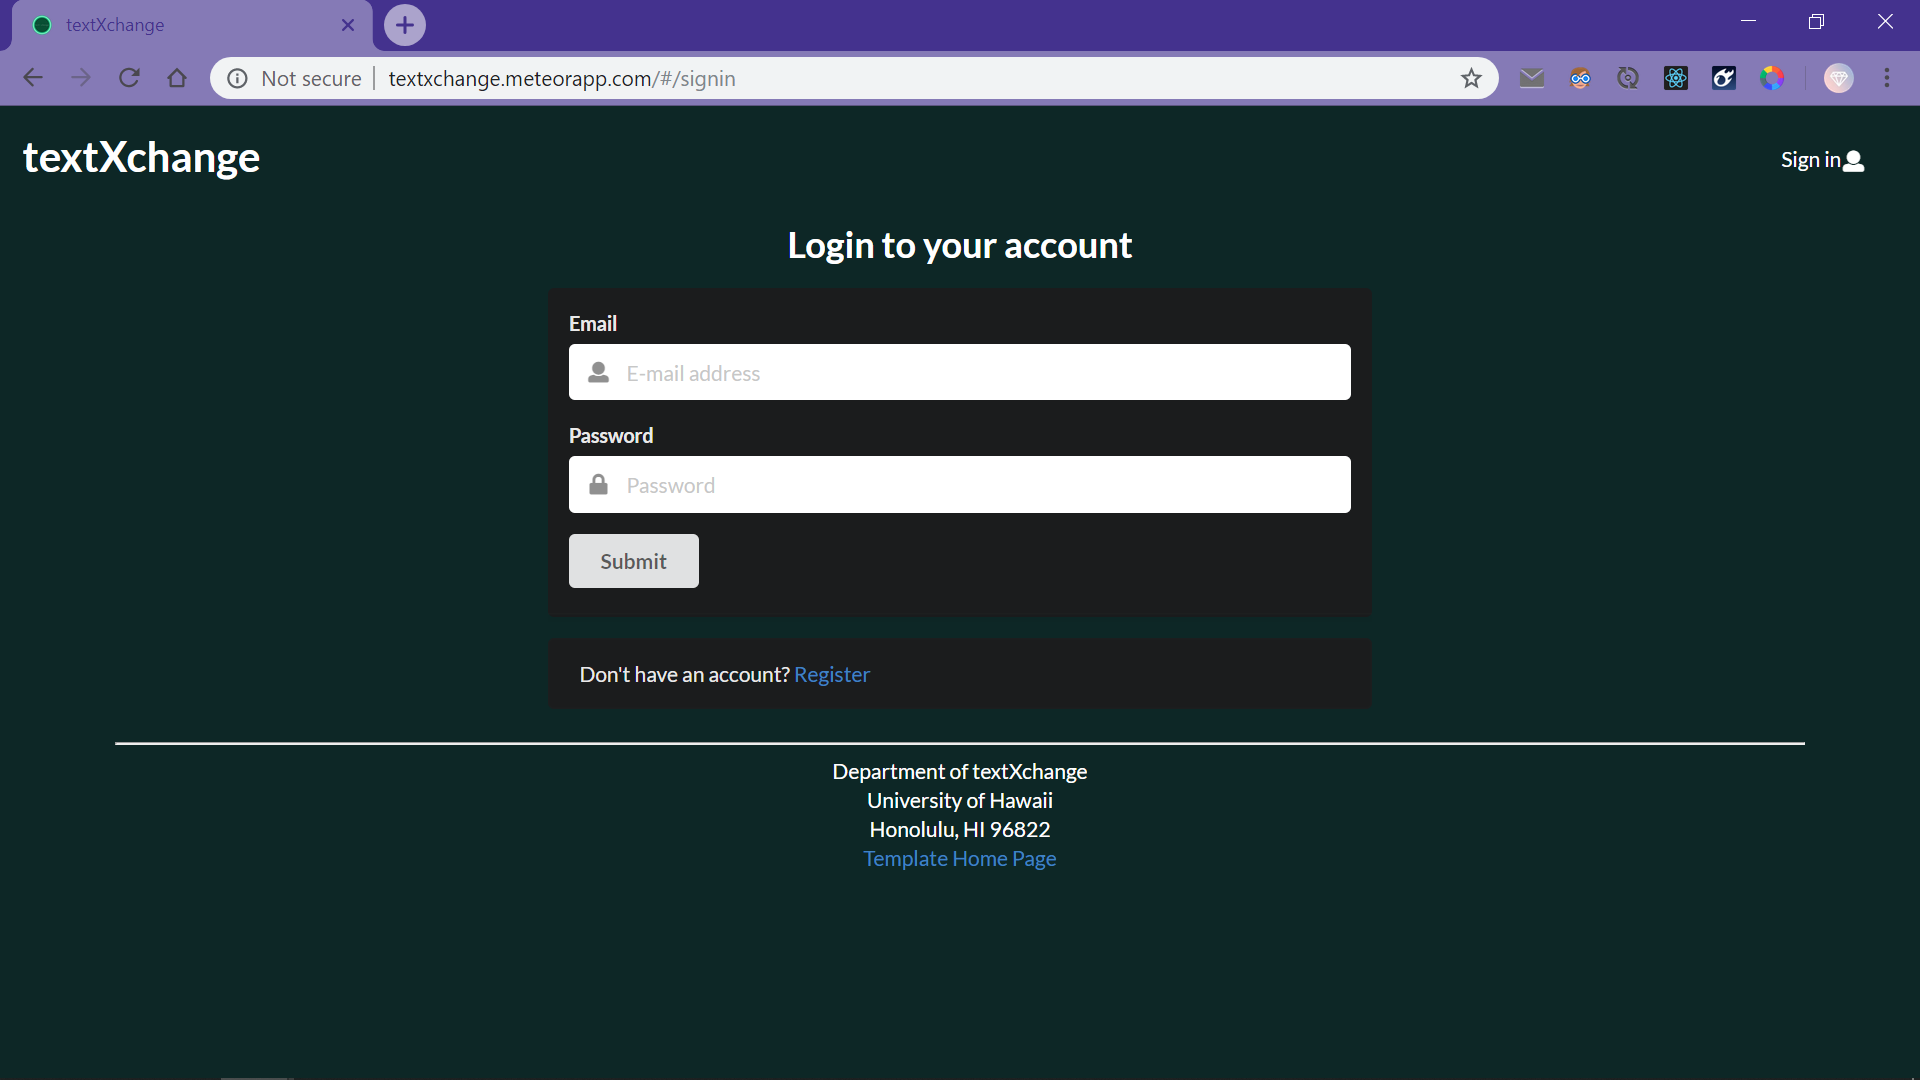 textXchange
Not secure textxchange.meteorapp.com/#/signin
textXchange
Sign in
Login to your account
Email
E-mail address
Password
Password
Submit
Don't have an account? Register
Department of textXchange
University of Hawaii
Honolulu, HI 96822
Template Home Page